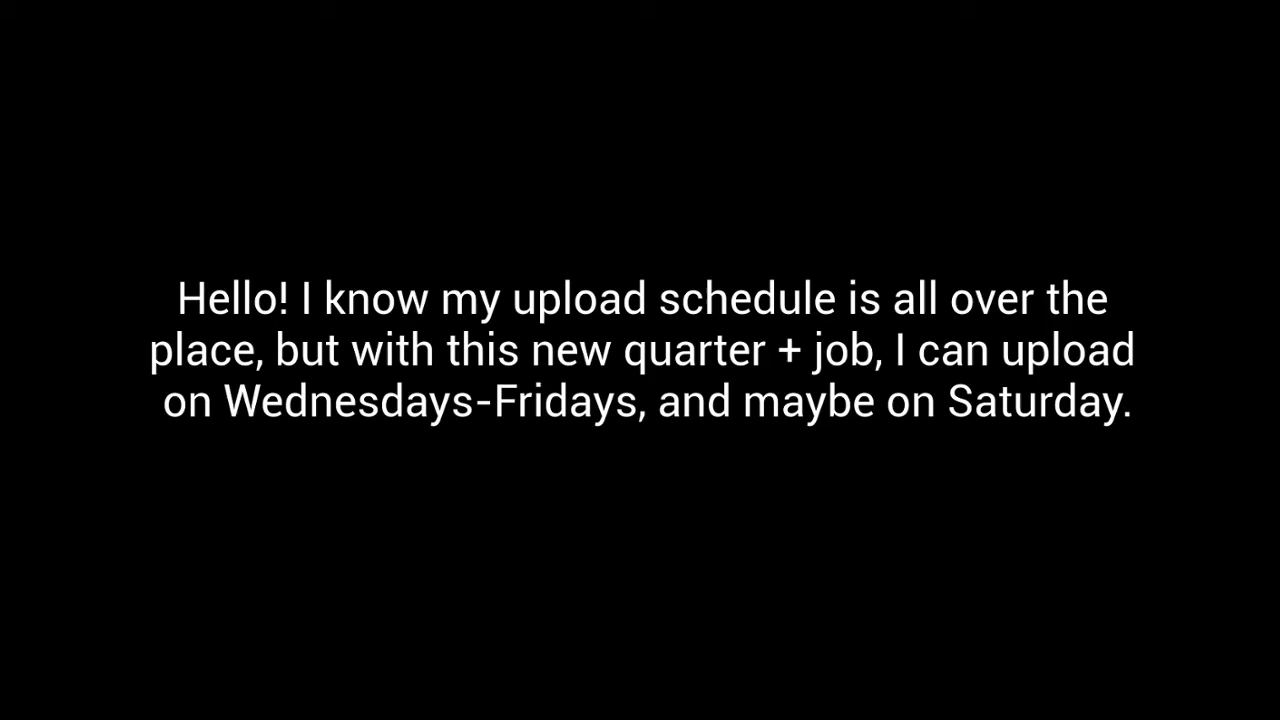 Hello! I know my upload schedule is all over the
place, but with this new quarter + job, I can upload
on Wednesdays-Fridays, and maybe on Saturday.